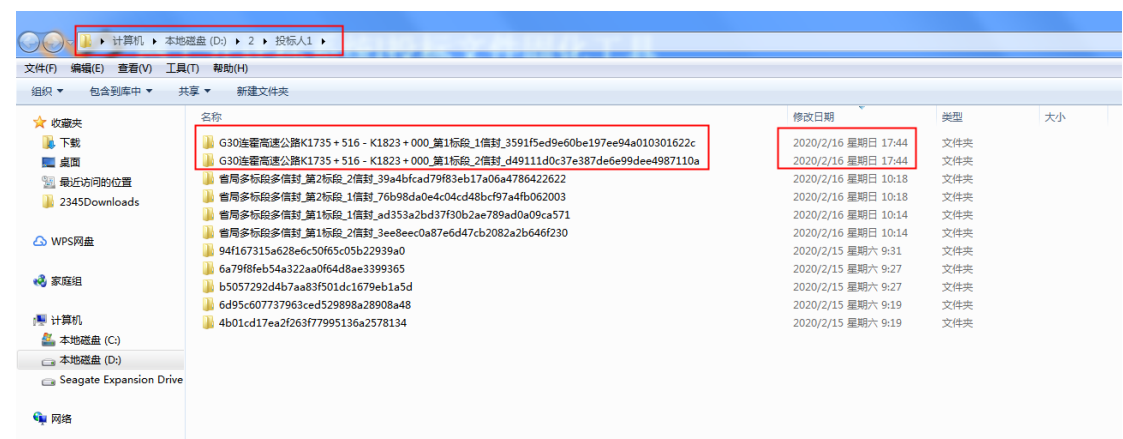 计算机 ▸ 本地磁盘 (D:) ▸ 2 ▸ 投标人1 ▸
文件(F) 编辑(E) 查看(V) 工具(T) 帮助(H)
组织 ▼ 包含到库中 ▼ 共享 ▼ 新建文件夹
收藏夹
下载
桌面
最近访问的位置
2345Downloads
WPS网盘
家庭组
计算机
本地磁盘 (C:)
本地磁盘 (D:)
Seagate Expansion Drive
网络
名称 修改日期 类型 大小
G30连霍高速公路K1735+516-K1823+000_第1标段_1信封_3591f5ed9e60be197ee94a010301622c 2020/2/16 星期日 17:44 文件夹
G30连霍高速公路K1735+516-K1823+000_第1标段_2信封_d49111d0c37e387de6e99dee4987110a 2020/2/16 星期日 17:44 文件夹
省局多标段多信封_第2标段_2信封_39a4bfcad79f83eb17a06a4786422622 2020/2/16 星期日 10:18 文件夹
省局多标段多信封_第2标段_1信封_76b98da0e4c04cd48bcf97a4fb062003 2020/2/16 星期日 10:18 文件夹
省局多标段多信封_第1标段_1信封_ad353a2bd37f30b2ae789ad0a09ca571 2020/2/16 星期日 10:14 文件夹
省局多标段多信封_第1标段_2信封_3ee8eec0a87e6d47cb2082a2b646f230 2020/2/16 星期日 10:14 文件夹
94f167315a628e6c50f65c05b22939a0 2020/2/15 星期六 9:31 文件夹
6a79f8feb54a322aa0f64d8ae3399365 2020/2/15 星期六 9:27 文件夹
b5057292d4b7aa83f501dc1679eb1a5d 2020/2/15 星期六 9:27 文件夹
6d95c607737963ced529898a28908a48 2020/2/15 星期六 9:19 文件夹
4b01cd17ea2f263f77995136a2578134 2020/2/15 星期六 9:19 文件夹